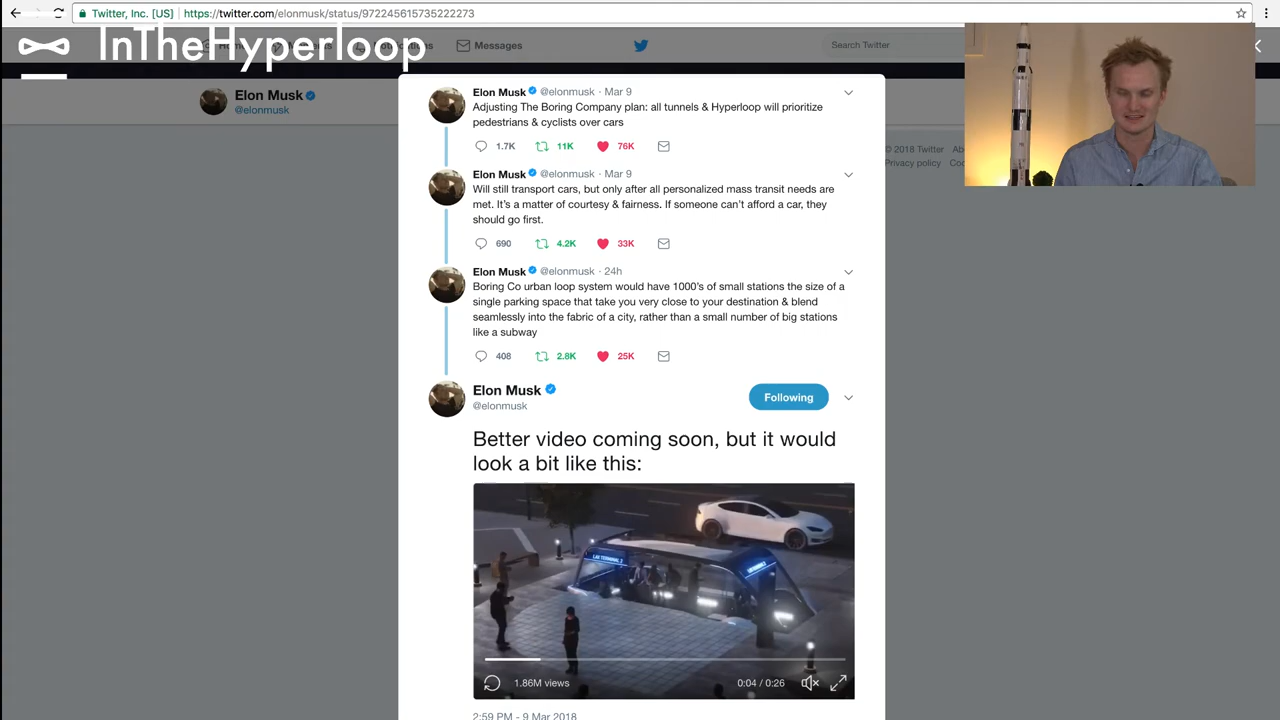 Twitter, Inc. [US] https://twitter.com/elonmusk/status/972245615735222273
InTheHyperloop
Messages
Search Twitter
Elon Musk
@elonmusk
© 2018 Twitter
Privacy policy
Elon Musk @elonmusk · Mar 9
Adjusting The Boring Company plan: all tunnels & Hyperloop will prioritize
pedestrians & cyclists over cars
1.7K 11K 76K
Elon Musk @elonmusk · Mar 9
Will still transport cars, but only after all personalized mass transit needs are
met. It's a matter of courtesy & fairness. If someone can't afford a car, they
should go first.
690 4.2K 33K
Elon Musk @elonmusk · 24h
Boring Co urban loop system would have 1000's of small stations the size of a
single parking space that take you very close to your destination & blend
seamlessly into the fabric of a city, rather than a small number of big stations
like a subway
408 2.8K 25K
Elon Musk
@elonmusk
Following
Better video coming soon, but it would
look a bit like this:
1.86M views
0:04 / 0:26
2:59 PM - 9 Mar 2018